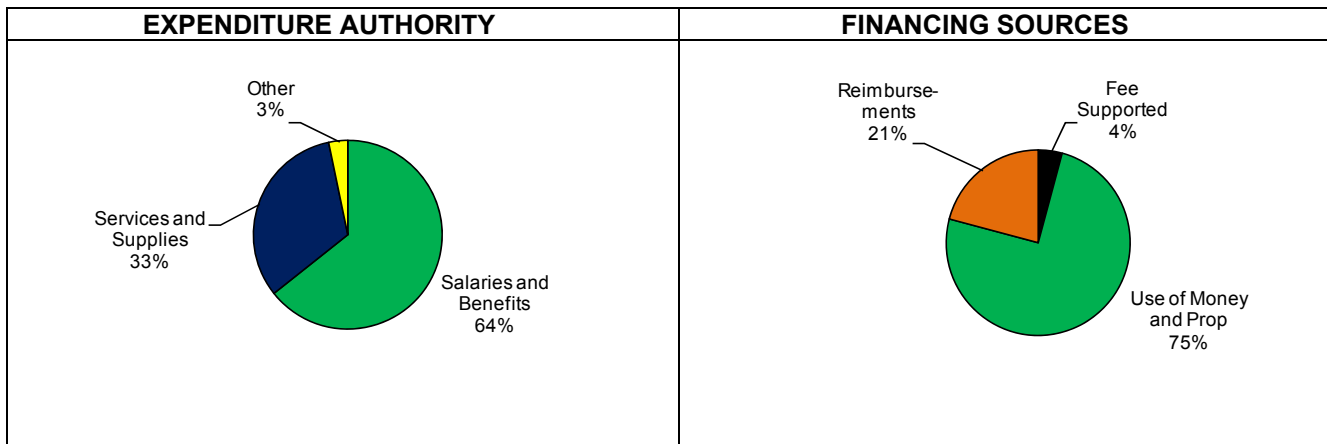 EXPENDITURE AUTHORITY
Other
3%
Services and
Supplies
33%
Salaries and
Benefits
64%
FINANCING SOURCES
Reimburse-
ments
21%
Fee
Supported
4%
Use of Money
and Prop
75%